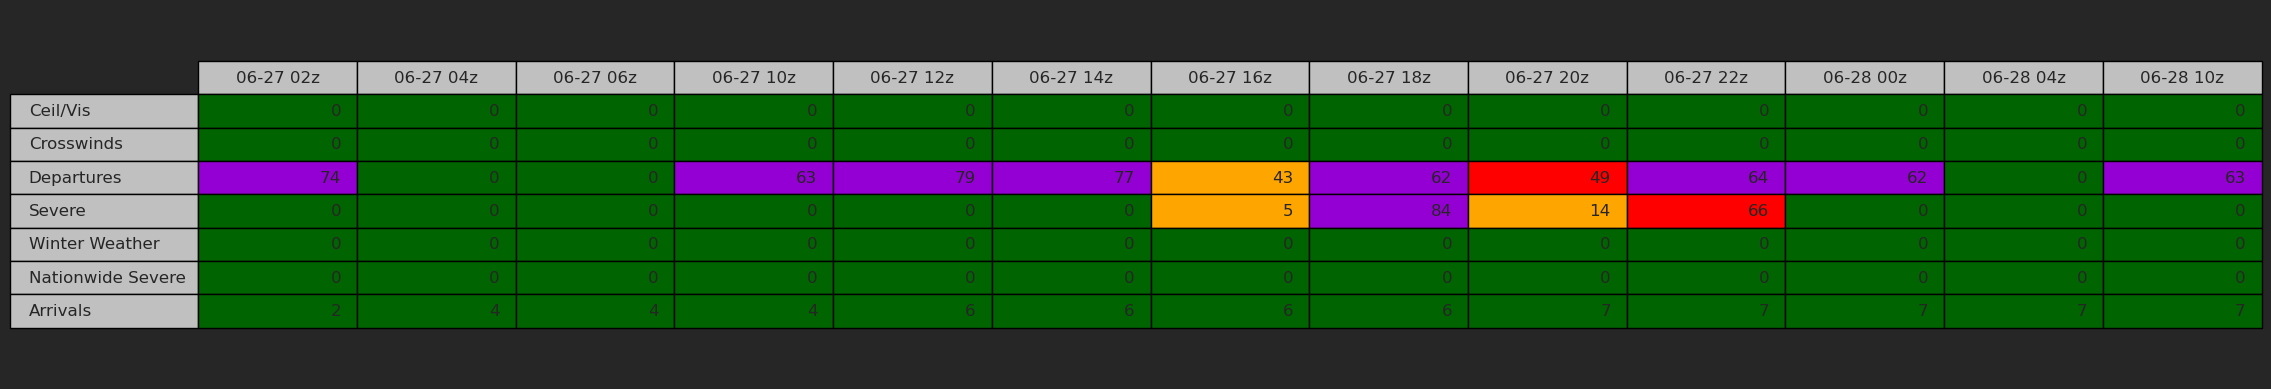 06-27 02z 06-27 04z 06-27 06z 06-27 10z 06-27 12z 06-27 14z 06-27 16z 06-27 18z 06-27 20z 06-27 22z 06-28 00z 06-28 04z 06-28 10z
Ceil/Vis 0 0 0 0 0 0 0 0 0 0 0 0 0
Crosswinds 0 0 0 0 0 0 0 0 0 0 0 0 0
Departures 74 0 0 63 79 77 43 62 49 64 62 0 63
Severe 0 0 0 0 0 0 5 84 14 66 0 0 0
Winter Weather 0 0 0 0 0 0 0 0 0 0 0 0 0
Nationwide Severe 0 0 0 0 0 0 0 0 0 0 0 0 0
Arrivals 2 4 4 4 6 6 6 6 7 7 7 7 7